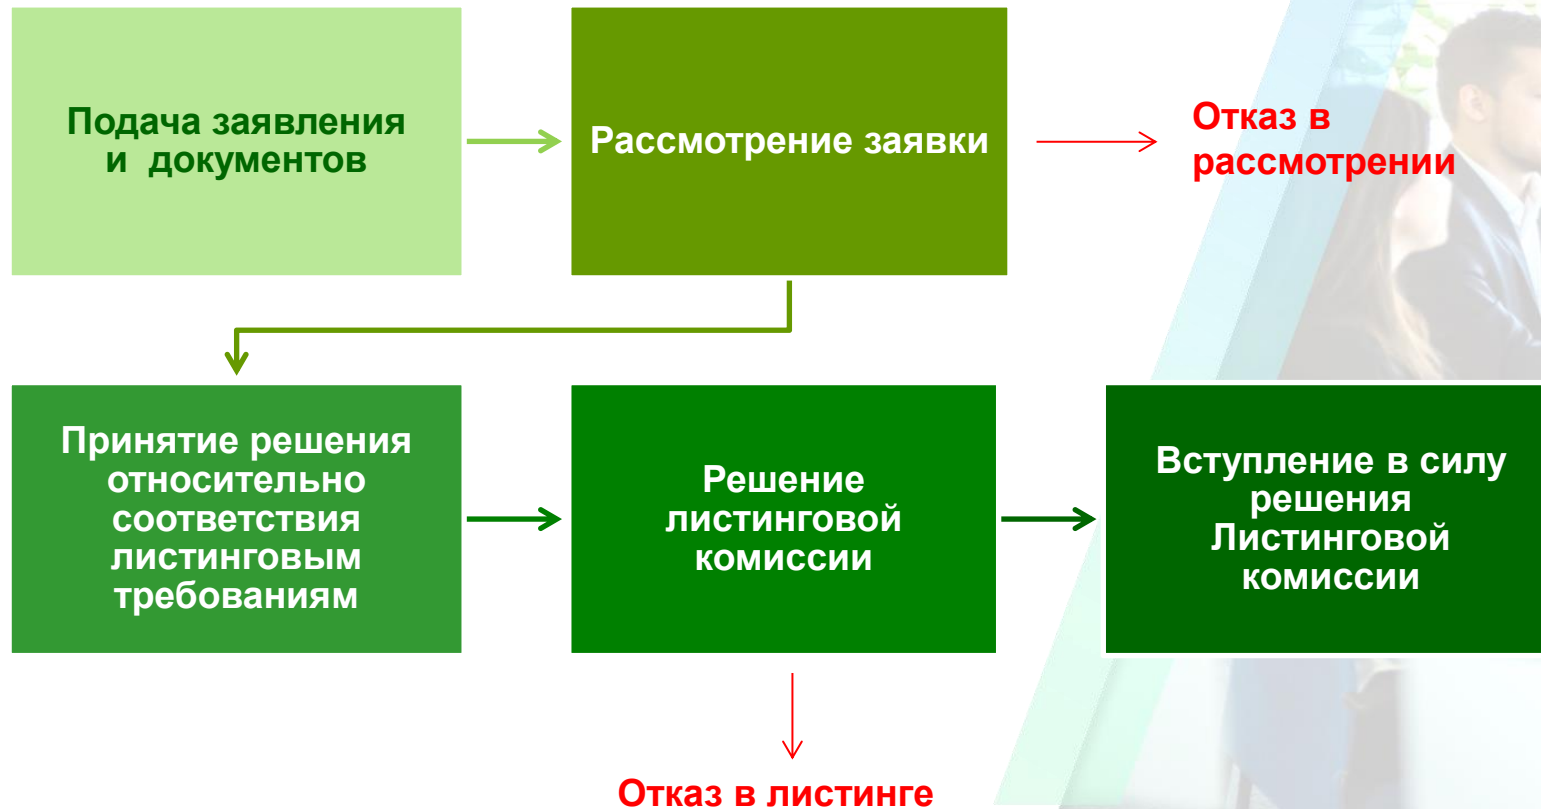 Подача заявления
и документов
Рассмотрение заявки
Отказ в
рассмотрении
Принятие решения
относительно
соответствия
листинговым
требованиям
Решение
листинговой
комиссии
Вступление в силу
решения
Листинговой
комиссии
Отказ в листинге